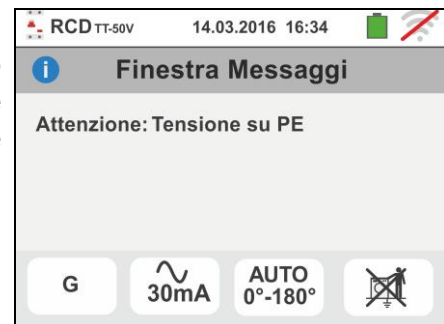 RCD TT-50V 14.03.2016 16:34
Finestra Messaggi
Attenzione: Tensione su PE
G
30mA
AUTO
0°-180°